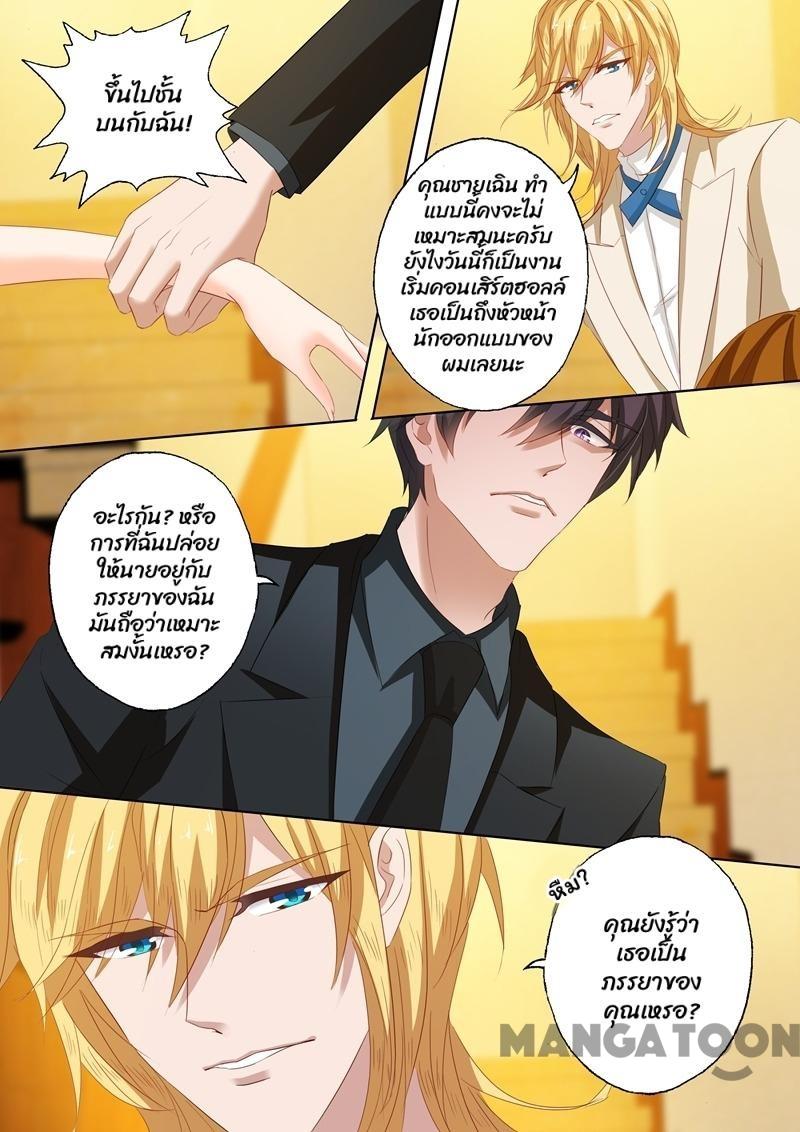 ขึ้นไปชั้น
บนกับฉัน!
คุณชายเฉิน ทำ
แบบนี้คงจะไม่
เหมาะสมนะครับ
ยังไงวันนี้ก็เป็นงาน
เริ่มคอนเสิร์ตฮอลล์
เธอเป็นถึงหัวหน้า
นักออกแบบของ
ผมเลยนะ
อะไรกัน? หรือ
การที่ฉันปล่อย
ให้นายอยู่กับ
ภรรยาของฉัน
มันถือว่าเหมาะ
สมงั้นเหรอ?
หืม?
คุณยังรู้ว่า
เธอเป็น
ภรรยาของ
คุณเหรอ?
MANGATOON